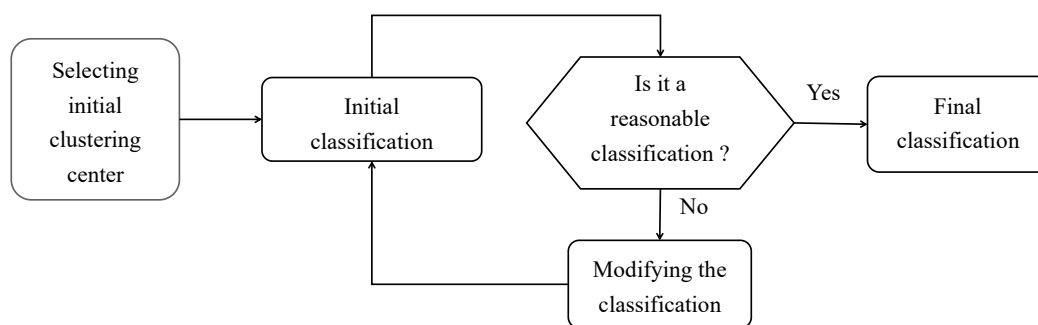 Selecting
initial
clustering
center
Initial
classification
Is it a
reasonable
classification ?
Yes
Final
classification
No
Modifying the
classification